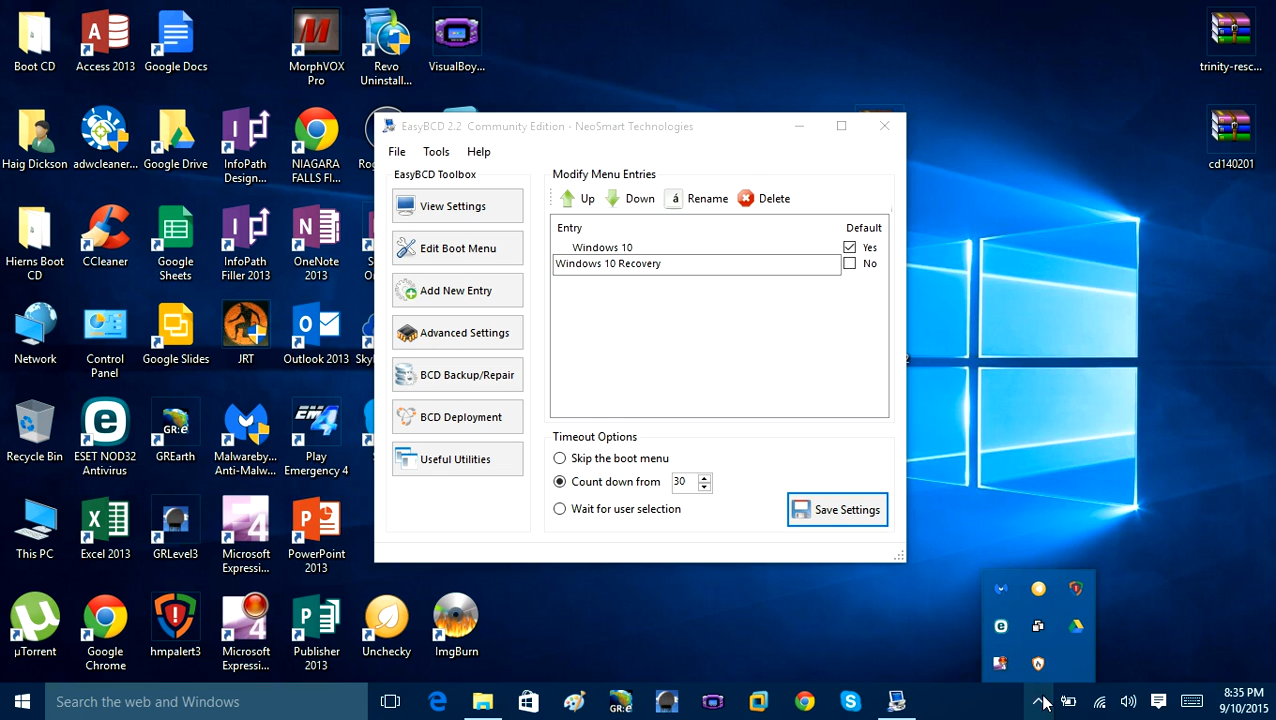 Boot CD
Access 2013
Google Docs
MorphVOX
Pro
Revo
Uninstall...
VisualBoy...
trinity-resc...
Haig Dickson
adwcleaner...
Google Drive
InfoPath
Design...
NIAGARA
FALLS FI...
cd140201
Hierns Boot
CD
CCleaner
Google
Sheets
InfoPath
Filler 2013
OneNote
2013
Network
Control
Panel
Google Slides
JRT
Outlook 2013
Recycle Bin
ESET NOD32
Antivirus
GR:e
GREarth
Malwareby...
Anti-Malw...
EM4
Play
Emergency 4
This PC
Excel 2013
GRLevel3
Microsoft
Expressi...
PowerPoint
2013
µTorrent
Google
Chrome
hmpalert3
Microsoft
Expressi...
Publisher
2013
Unchecky
ImgBurn
EasyBCD 2.2 Community Edition - NeoSmart Technologies
File Tools Help
EasyBCD Toolbox
View Settings
Edit Boot Menu
Add New Entry
Advanced Settings
BCD Backup/Repair
BCD Deployment
Useful Utilities
Modify Menu Entries
Up Down á Rename Delete
Entry Default
Windows 10 Yes
Windows 10 Recovery No
Timeout Options
Skip the boot menu
Count down from 30
Wait for user selection
Save Settings
Search the web and Windows
GR:e
8:35 PM
9/10/2015